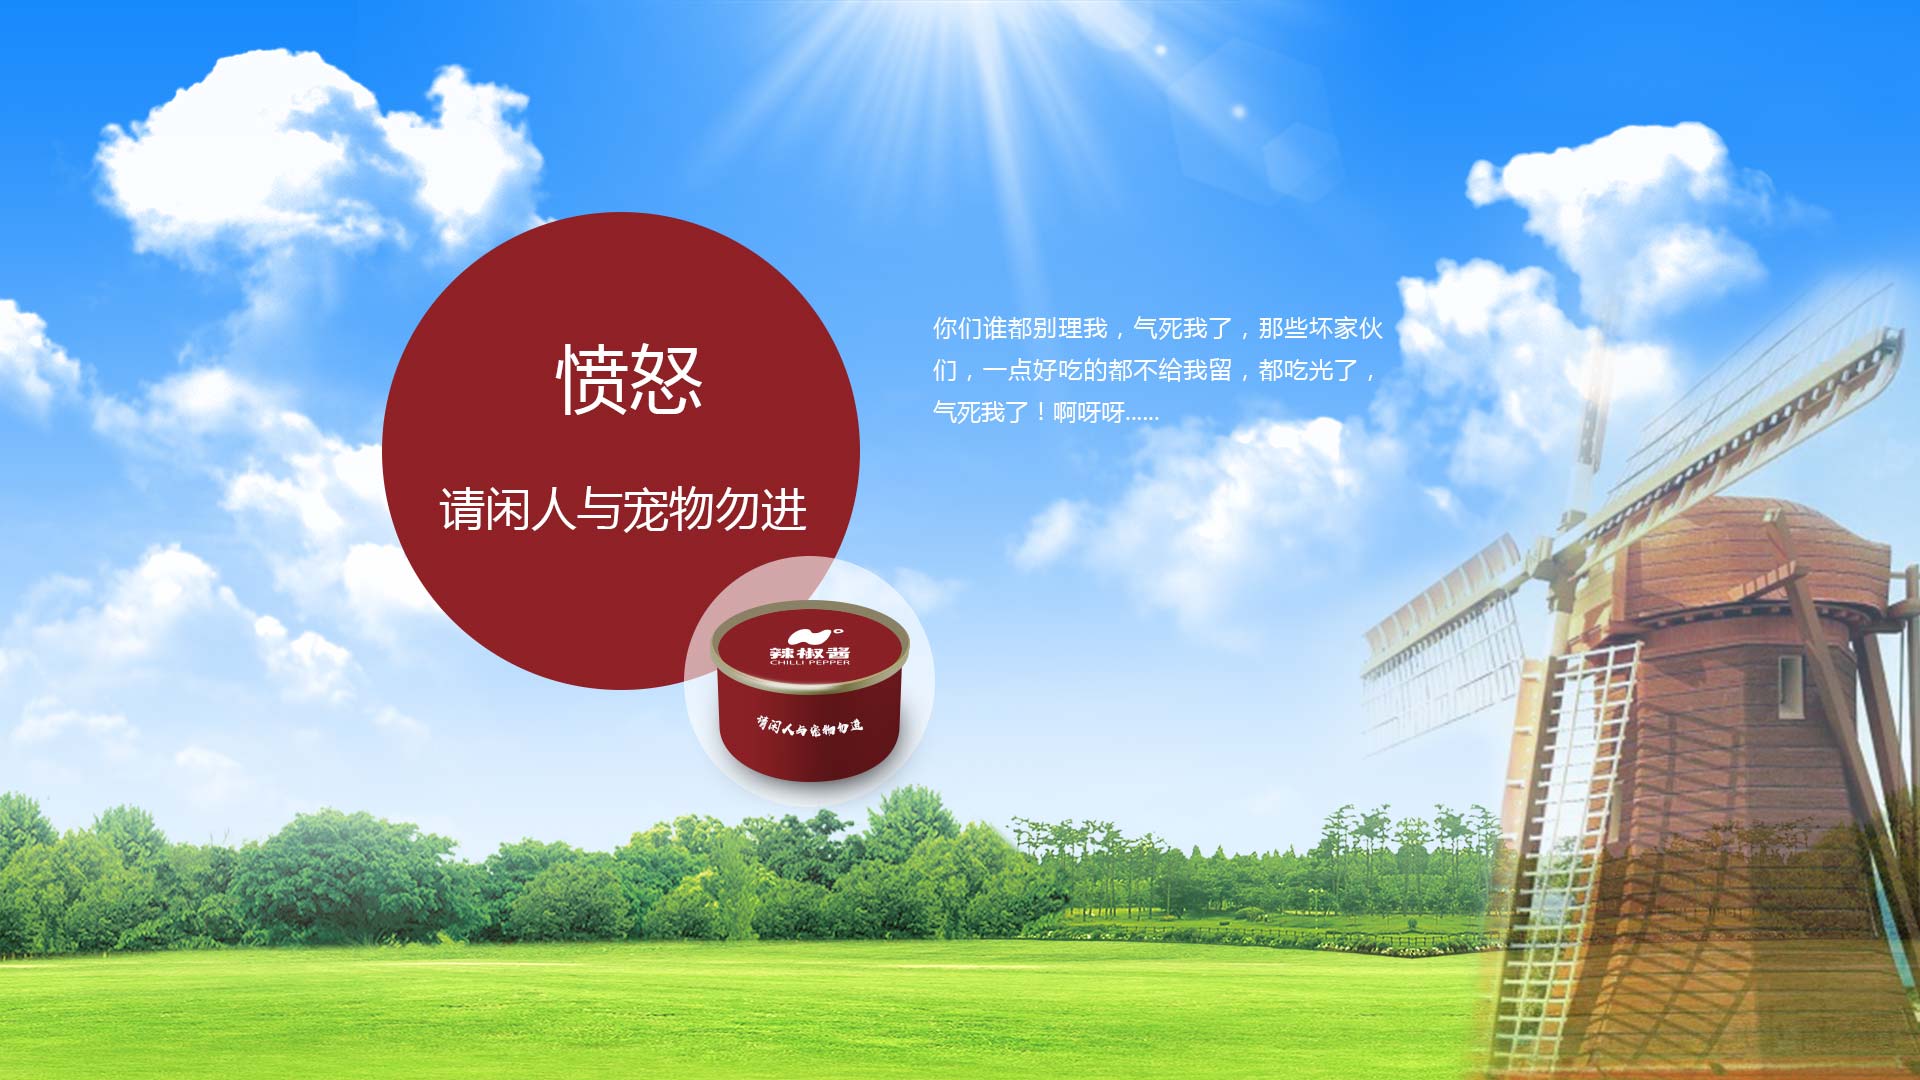 愤怒
请闲人与宠物勿进
你们谁都别理我，气死我了，那些坏家伙
们，一点好吃的都不给我留，都吃光了，
气死我了！啊呀呀......
辣椒酱
CHILLI PEPPER
请闲人与宠物勿进